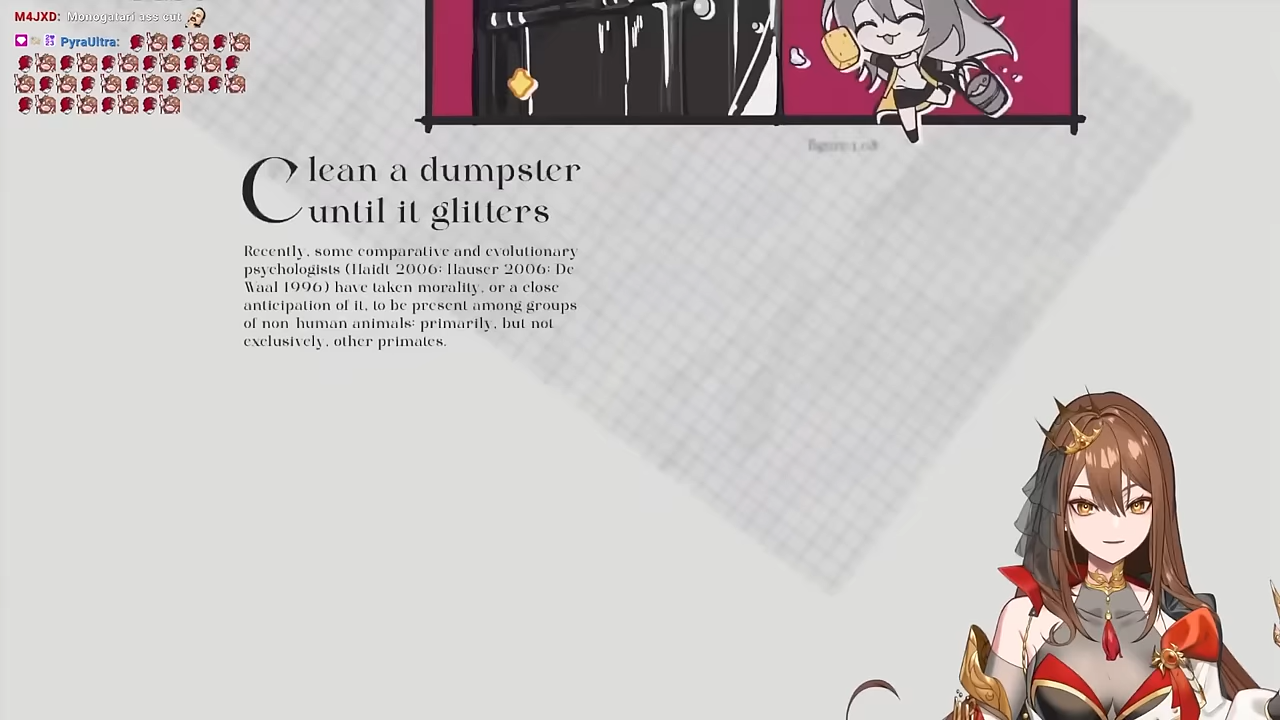 M4JXD: Monogatari ass cut
PyraUltra:
Clean a dumpster
until it glitters
Recently, some comparative and evolutionary
psychologists (Haidt 2006; Hauser 2006; De
Waal 1996) have taken morality, or a close
anticipation of it, to be present among groups
of non-human animals: primarily, but not
exclusively, other primates.